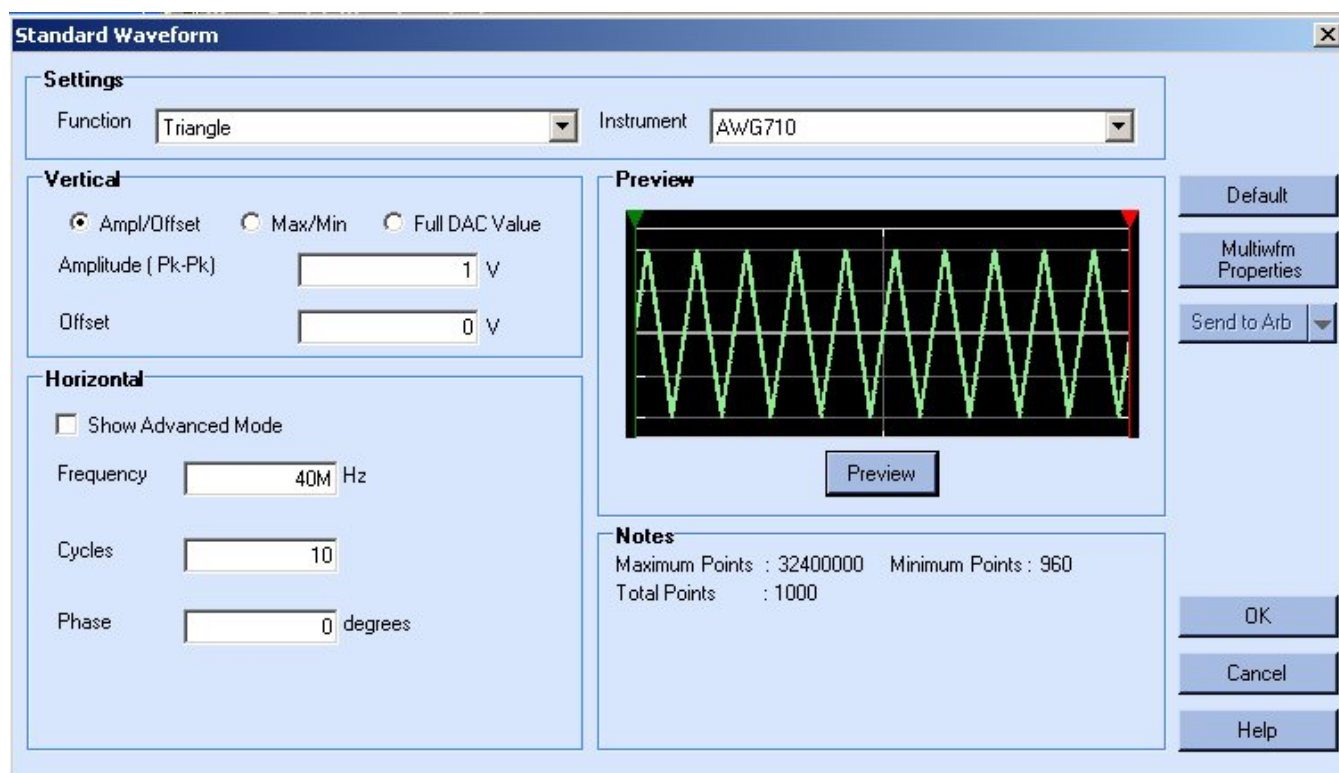 Standard Waveform
Settings
Function Triangle Instrument AWG710
Vertical
Ampl/Offset Max/Min Full DAC Value
Amplitude ( Pk-Pk) 1 V
Offset 0 V
Preview
Preview
Default
Multiwfm
Properties
Send to Arb
Horizontal
Show Advanced Mode
Frequency 40M Hz
Cycles 10
Phase 0 degrees
Notes
Maximum Points : 32400000 Minimum Points : 960
Total Points : 1000
OK
Cancel
Help